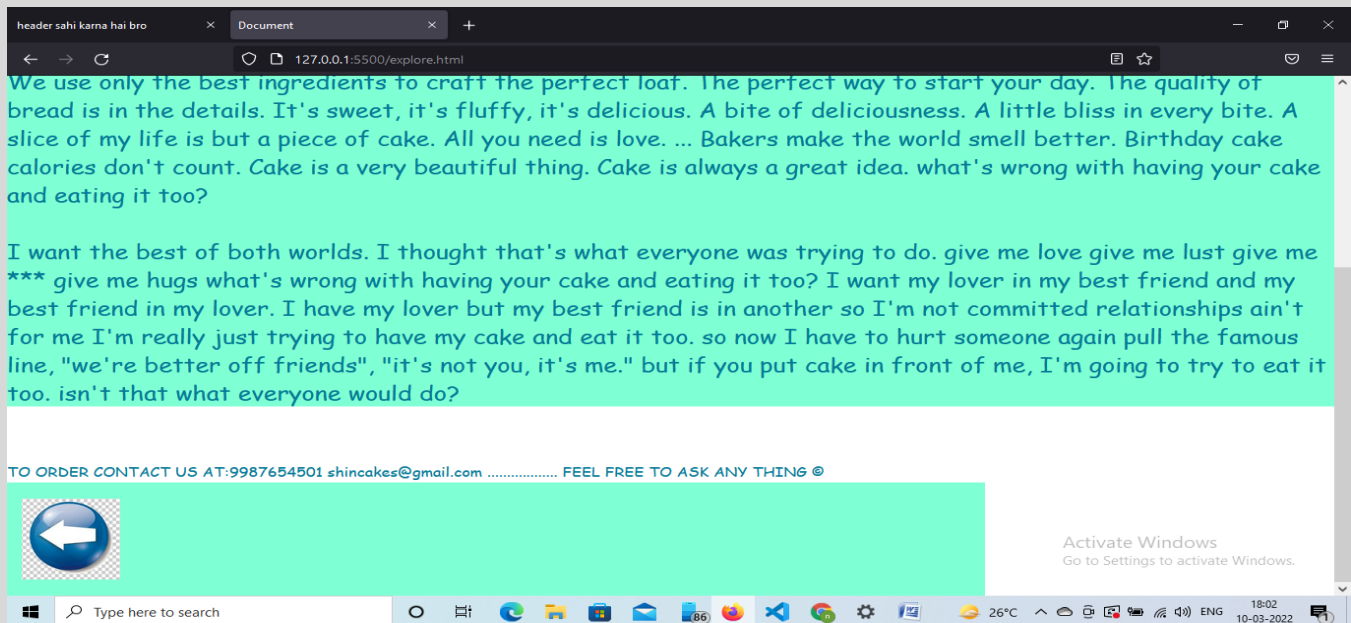 header sahi karna hai bro
Document
127.0.0.1:5500/explore.html
We use only the best ingredients to craft the perfect loaf. The perfect way to start your day. The quality of
bread is in the details. It's sweet, it's fluffy, it's delicious. A bite of deliciousness. A little bliss in every bite. A
slice of my life is but a piece of cake. All you need is love. ... Bakers make the world smell better. Birthday cake
calories don't count. Cake is a very beautiful thing. Cake is always a great idea. what's wrong with having your cake
and eating it too?
I want the best of both worlds. I thought that's what everyone was trying to do. give me love give me lust give me
*** give me hugs what's wrong with having your cake and eating it too? I want my lover in my best friend and my
best friend in my lover. I have my lover but my best friend is in another so I'm not committed relationships ain't
for me I'm really just trying to have my cake and eat it too. so now I have to hurt someone again pull the famous
line, "we're better off friends", "it's not you, it's me." but if you put cake in front of me, I'm going to try to eat it
too. isn't that what everyone would do?
TO ORDER CONTACT US AT:9987654501 shincakes@gmail.com .................. FEEL FREE TO ASK ANY THING ©
Activate Windows
Go to Settings to activate Windows.
Type here to search
86
26°C
ENG
18:02
10-03-2022
1